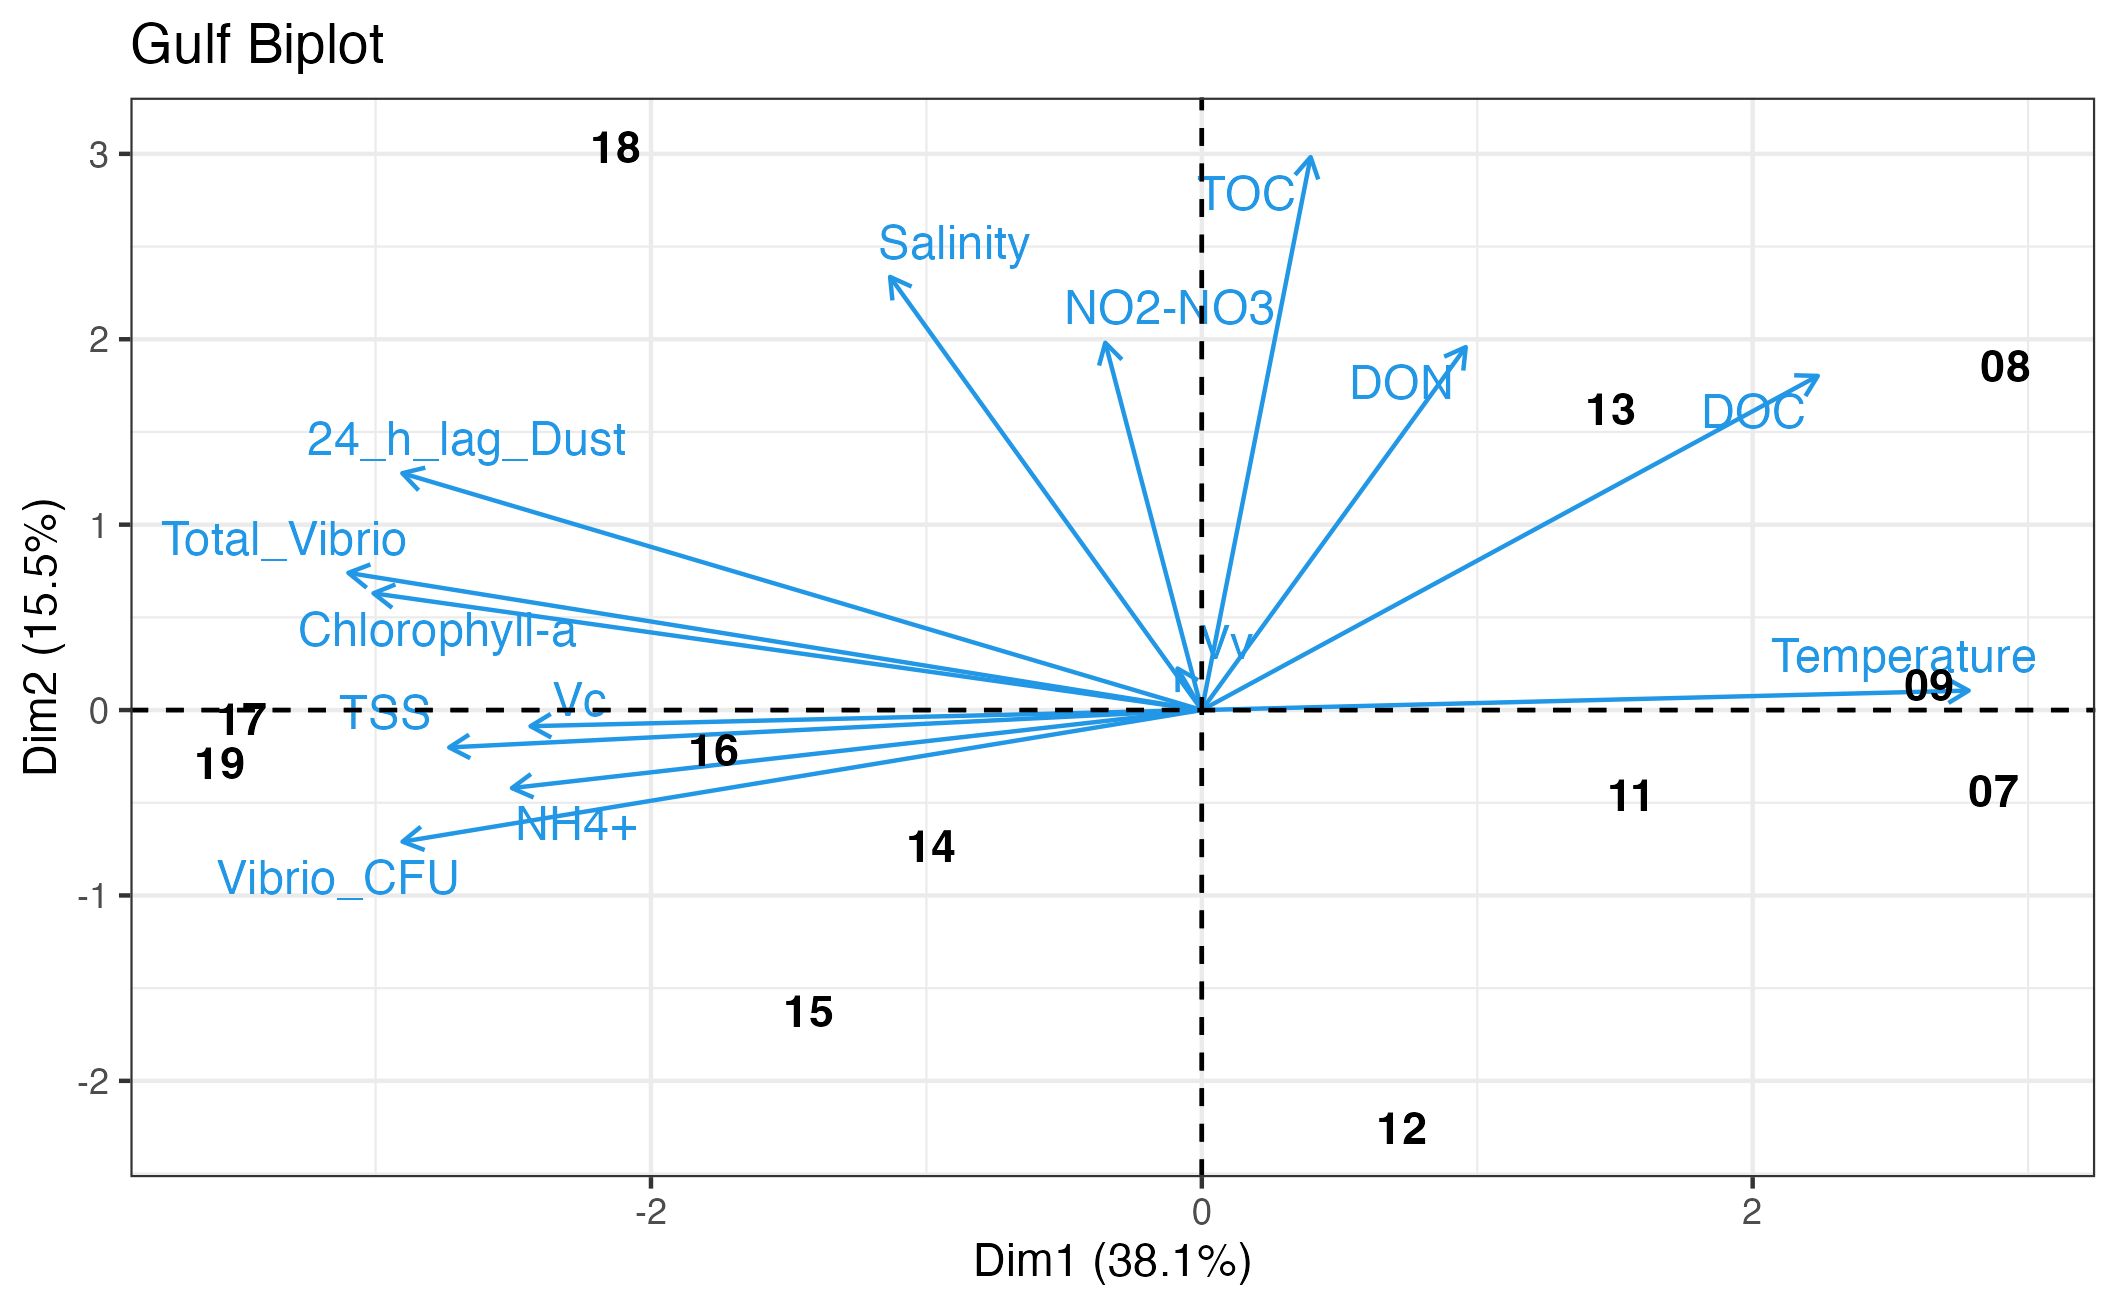 Gulf Biplot
18
3
TOC
Salinity
NO2-NO3
2
08
DON
13
DOC
24_h_lag_Dust
1
Total_Vibrio
Chlorophyll-a
Vv
Temperature
09
Vc
TSS
0
17
16
19
07
11
NH4+
14
Vibrio_CFU
-1
15
-2
12
-2
0
2
Dim1 (38.1%)
Dim2 (15.5%)